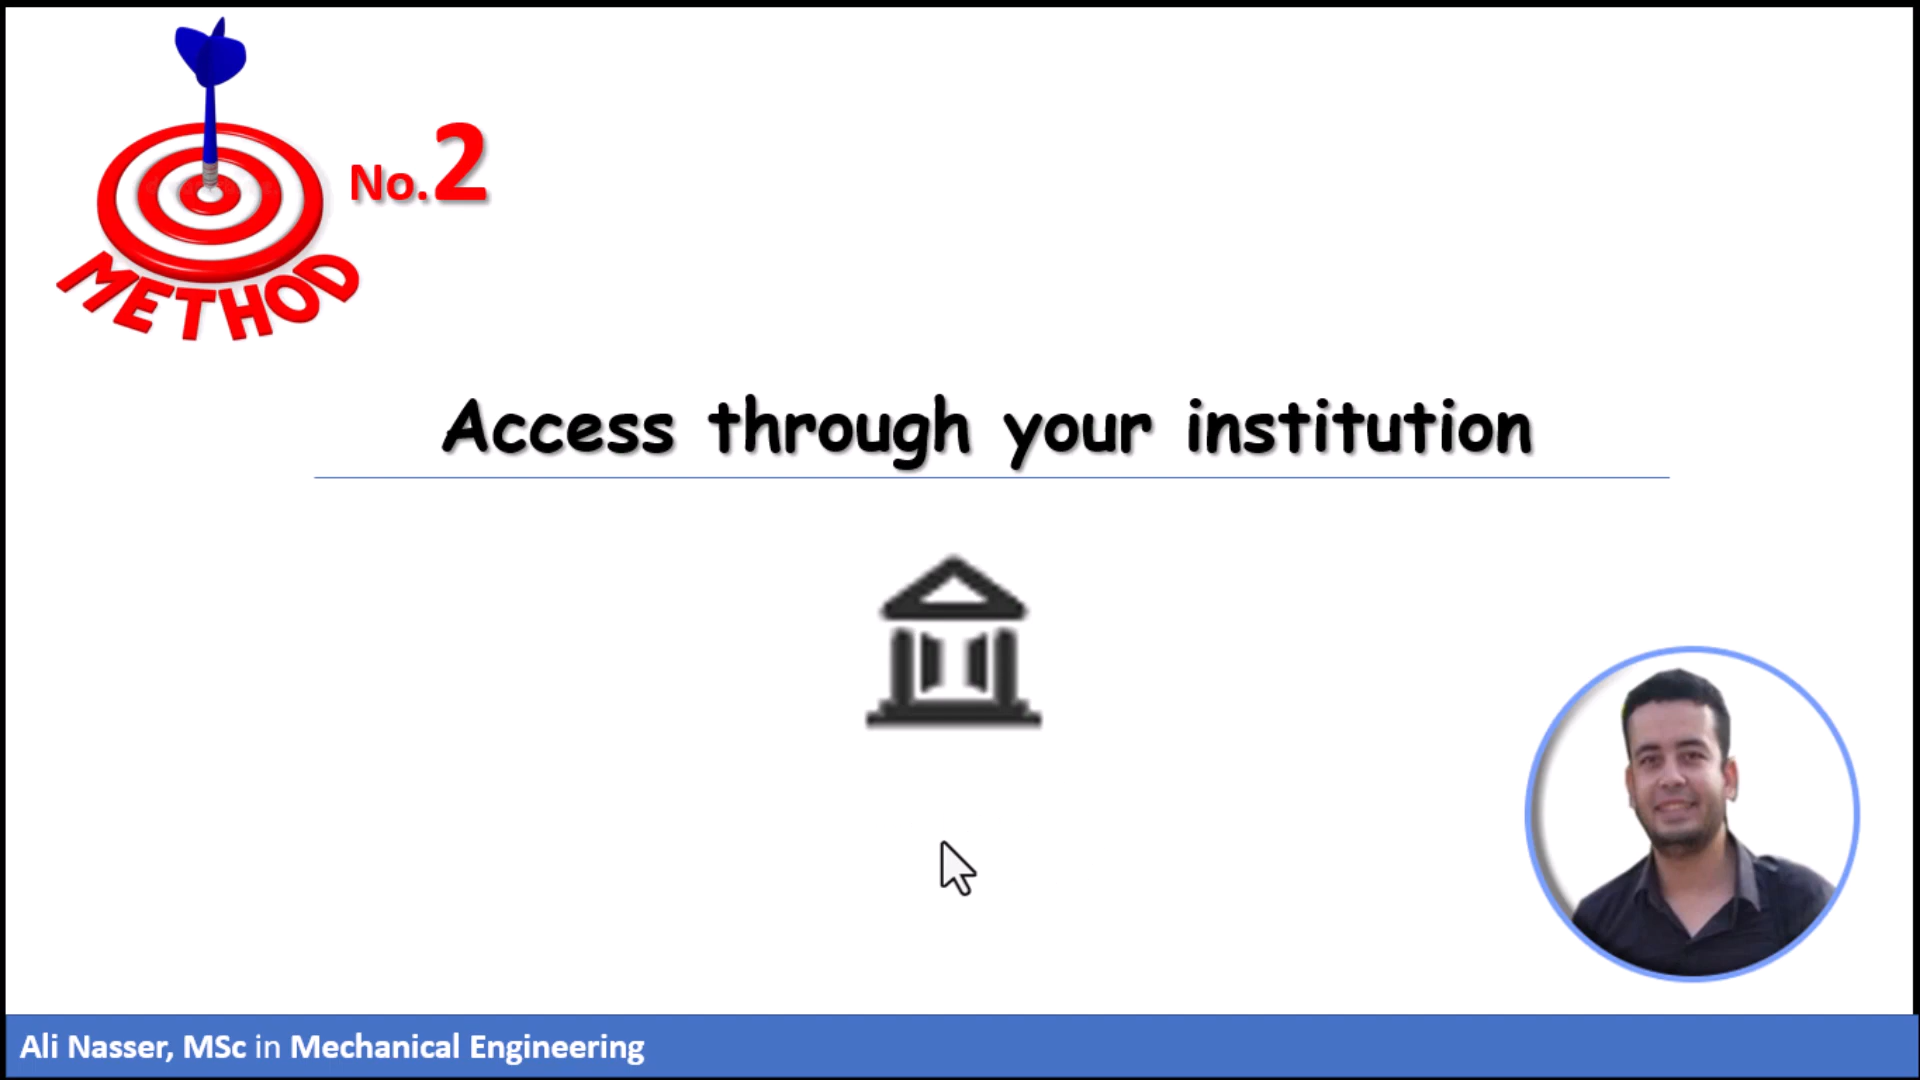 No.2
METHOD
Access through your institution
Ali Nasser, MSc in Mechanical Engineering